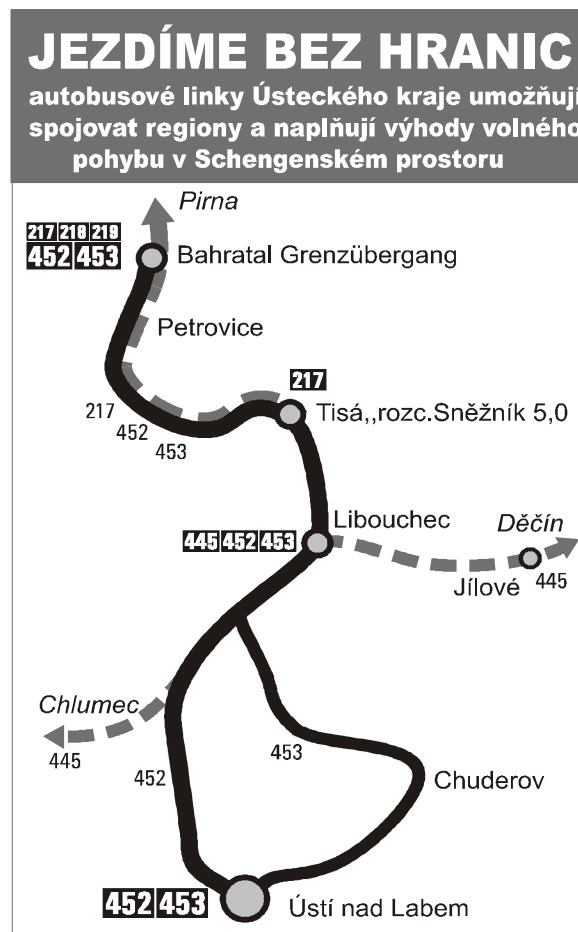 JEZDÍME BEZ HRANIC
autobusové linky Ústeckého kraje umožňují
spojovat regiony a naplňují výhody volného
pohybu v Schengenském prostoru
Pirna
217 218 219
452 453
Bahratal Grenzübergang
Petrovice
217
217
452
453
Tisá,,rozc.Sněžník 5,0
Libouchec
Děčín
445 452 453
Jílové
445
Chlumec
445
452
453
Chuderov
452 453
Ústí nad Labem